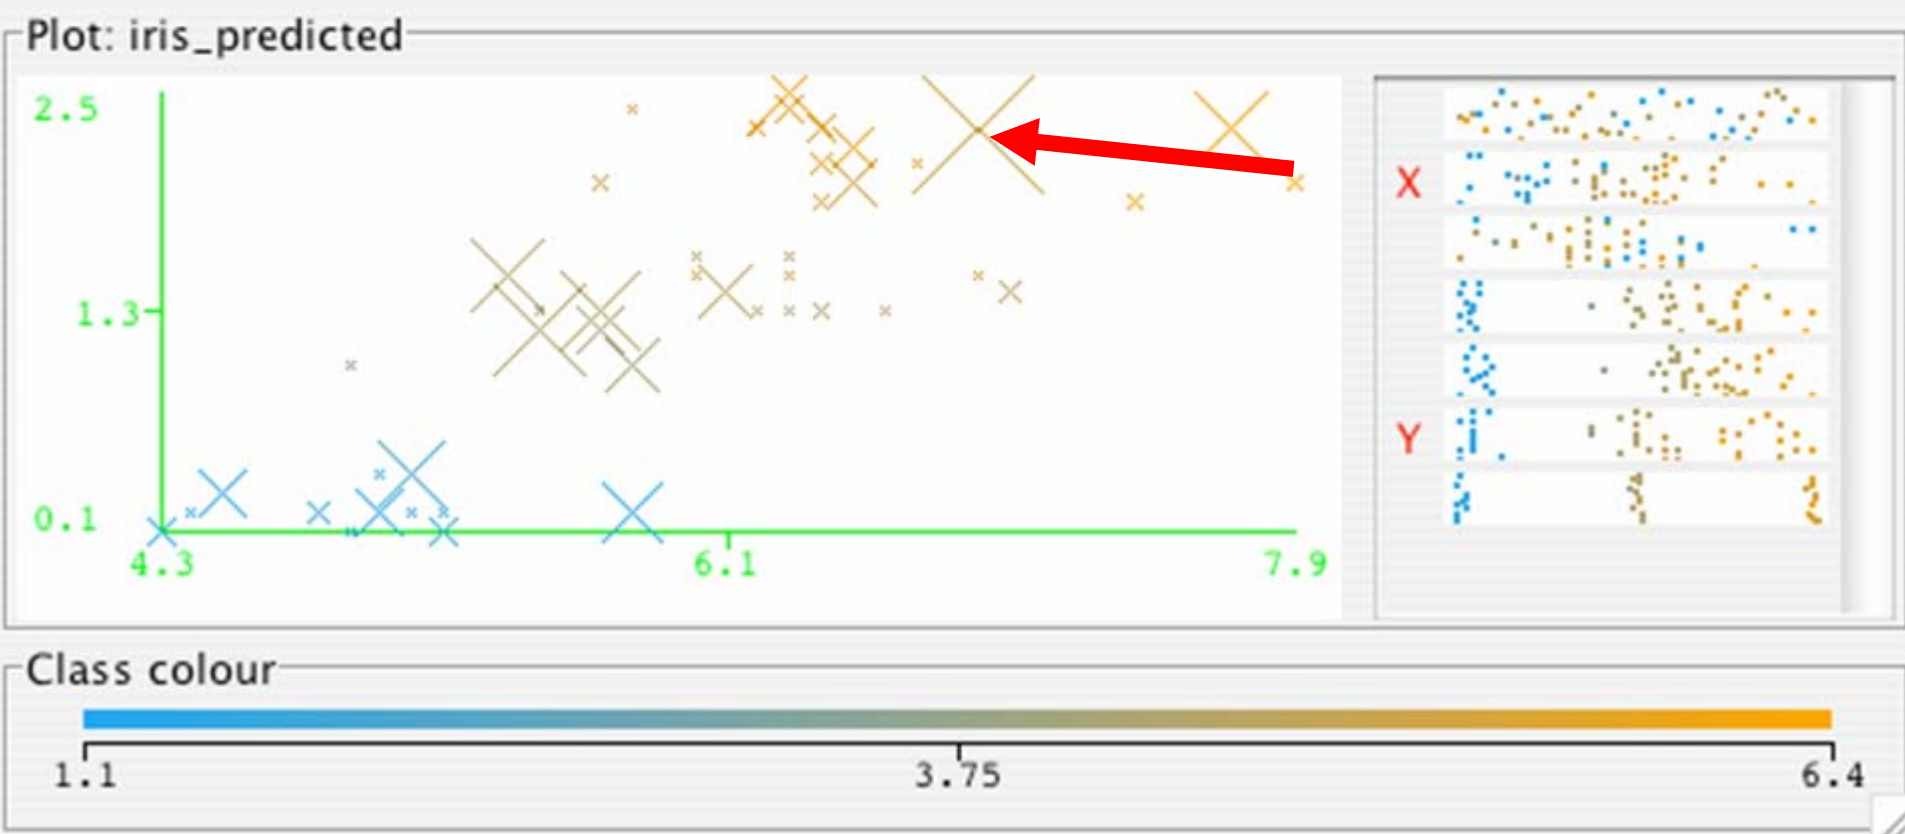 Plot: iris_predicted
2.5
1.3
0.1
4.3
6.1
7.9
X
Y
Class colour
1.1
3.75
6.4